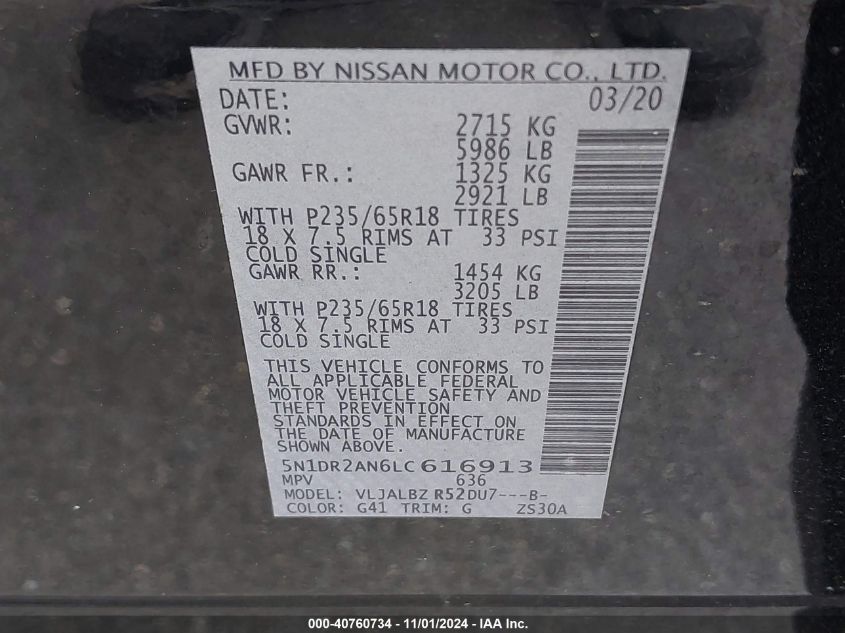 MFD BY NISSAN MOTOR CO., LTD.
DATE: 03/20
GVWR: 2715 KG
5986 LB
GAWR FR.: 1325 KG
2921 LB
WITH P235/65R18 TIRES
18 X 7.5 RIMS AT 33 PSI
COLD SINGLE
GAWR RR.: 1454 KG
3205 LB
WITH P235/65R18 TIRES
18 X 7.5 RIMS AT 33 PSI
COLD SINGLE
THIS VEHICLE CONFORMS TO
ALL APPLICABLE FEDERAL
MOTOR VEHICLE SAFETY AND
THEFT PREVENTION
STANDARDS IN EFFECT ON
THE DATE OF MANUFACTURE
SHOWN ABOVE.
5N1DR2AN6LC616913
MPV 636
MODEL: VLJALBZ R52DU7---B-
COLOR: G41 TRIM: G ZS30A
000-40760734 - 11/01/2024 - IAA Inc.